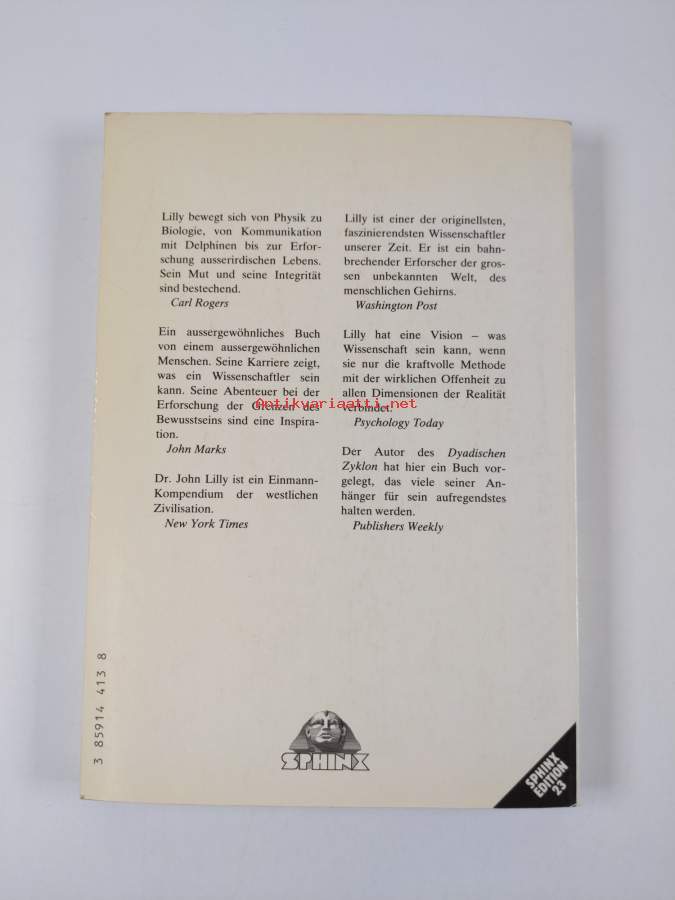 Lilly bewegt sich von Physik zu
Biologie, von Kommunikation
mit Delphinen bis zur Erfor-
schung ausserirdischen Lebens.
Sein Mut und seine Integrität
sind bestechend.
Carl Rogers
Ein aussergewöhnliches Buch
von einem aussergewöhnlichen
Menschen. Seine Karriere zeigt,
was ein Wissenschaftler sein
kann. Seine Abenteuer bei der
Erforschung der Grenzen des
Bewusstseins sind eine Inspira-
tion.
John Marks
Dr. John Lilly ist ein Einmann-
Kompendium der westlichen
Zivilisation.
New York Times
Lilly ist einer der originellsten,
faszinierendsten Wissenschaftler
unserer Zeit. Er ist ein bahn-
brechender Erforscher der gros-
sen unbekannten Welt, des
menschlichen Gehirns.
Washington Post
Lilly hat eine Vision – was
Wissenschaft sein kann, wenn
sie nur die kraftvolle Methode
mit der wirklichen Offenheit zu
allen Dimensionen der Realität
verbindet.
Psychology Today
Der Autor des Dyadischen
Zyklon hat hier ein Buch vor-
gelegt, das viele seiner An-
hänger für sein aufregendstes
halten werden.
Publishers Weekly
Antikvariaatti.net
3 85914 413 8
SPHINX
SPHINX
EDITION
23